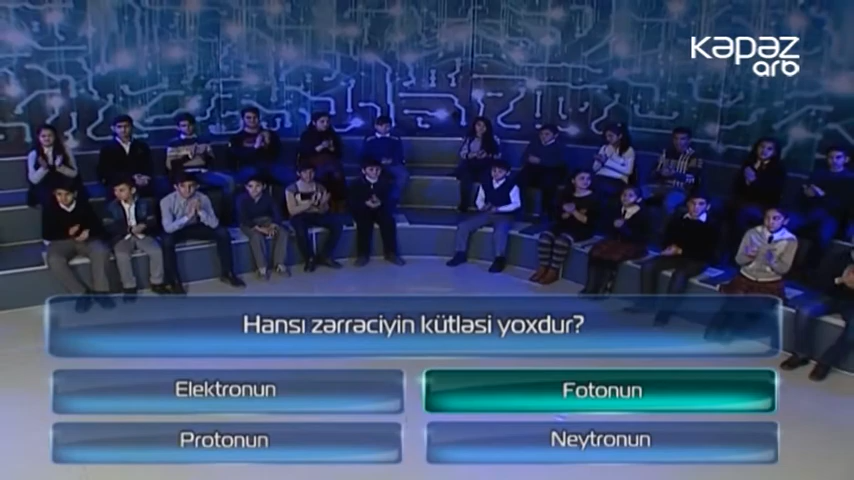 kəpəz
arb
Hansı zərrəciyin kütləsi yoxdur?
Elektronun
Fotonun
Protonun
Neytronun